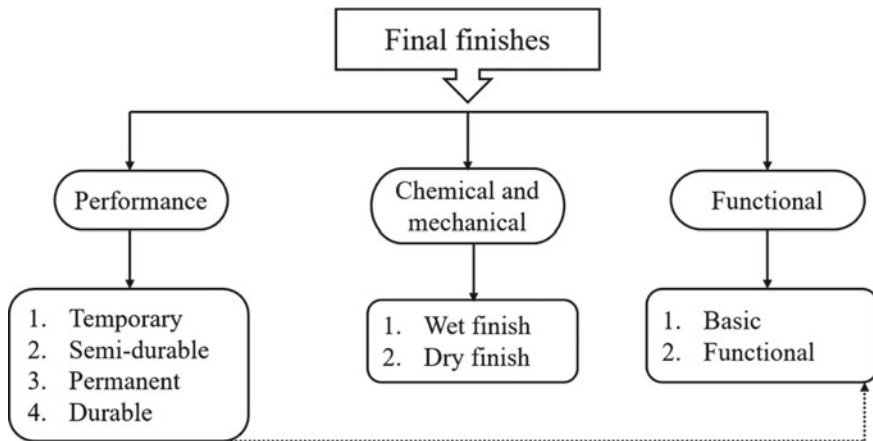 Final finishes
Performance
Chemical and
mechanical
Functional
1. Temporary
2. Semi-durable
3. Permanent
4. Durable
1. Wet finish
2. Dry finish
1. Basic
2. Functional